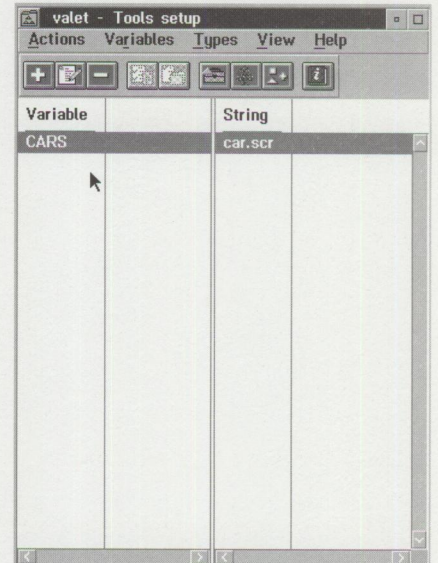 valet - Tools setup
Actions Variables Types View Help
Variable String
CARS car.scr